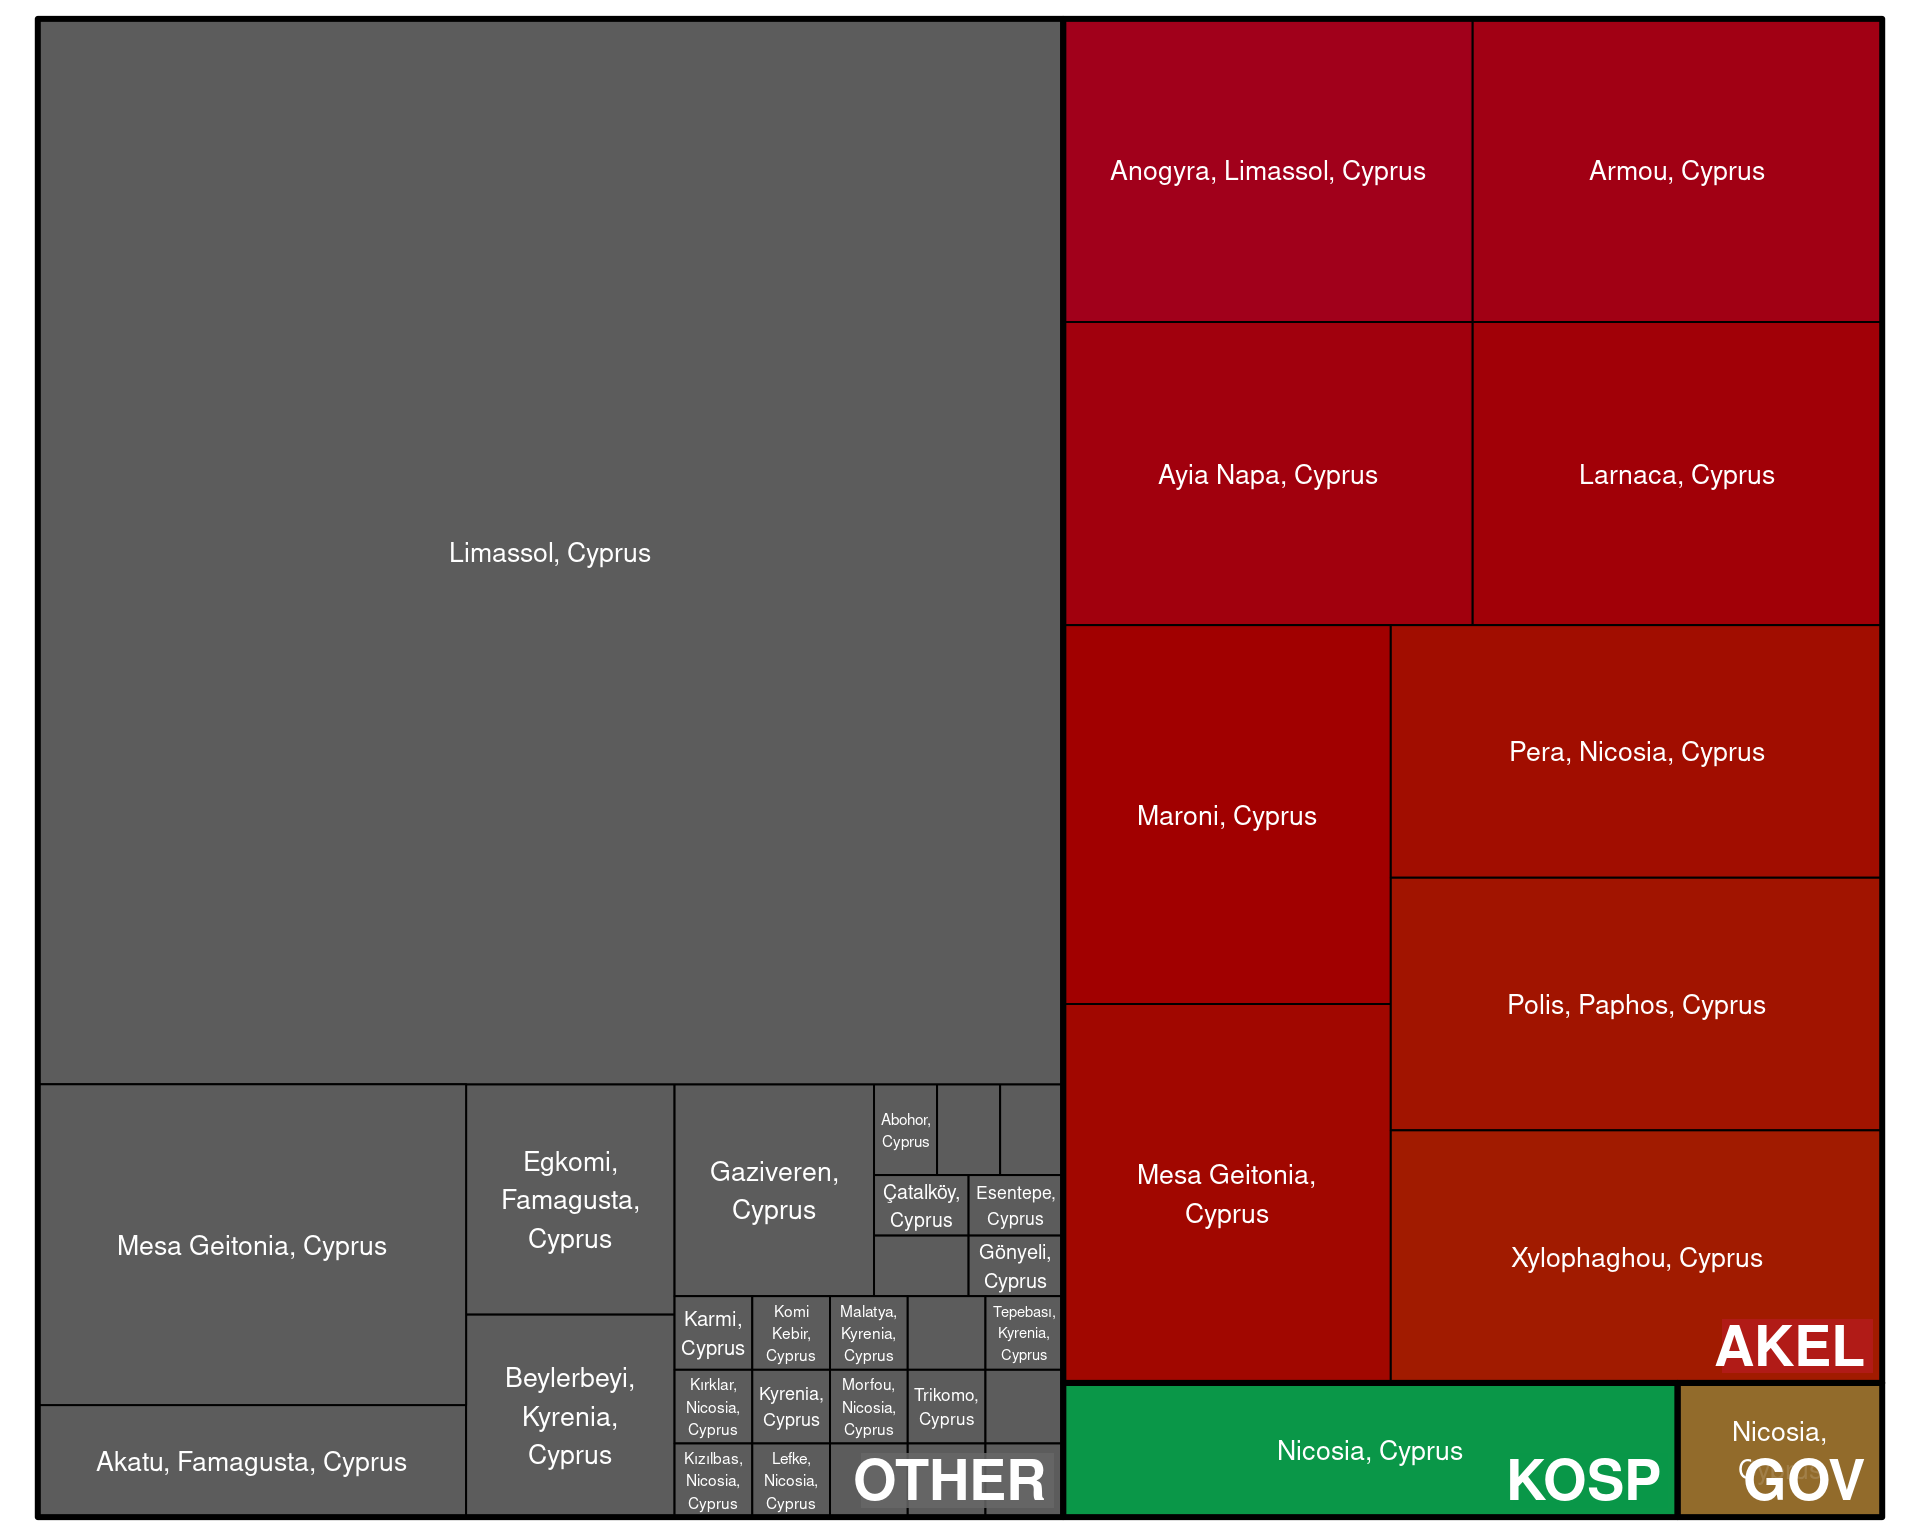 Limassol, Cyprus
Mesa Geitonia, Cyprus
Akatu, Famagusta, Cyprus
Egkomi,
Famagusta,
Cyprus
Beylerbeyi,
Kyrenia,
Cyprus
Gaziveren,
Cyprus
Abohor,
Cyprus
Çatalköy,
Cyprus
Esentepe,
Cyprus
Gönyeli,
Cyprus
Karmi,
Cyprus
Komi
Kebir,
Cyprus
Malatya,
Kyrenia,
Cyprus
Tepebası,
Kyrenia,
Cyprus
Kırklar,
Nicosia,
Cyprus
Kyrenia,
Cyprus
Morfou,
Nicosia,
Cyprus
Trikomo,
Cyprus
Kızılbas,
Nicosia,
Cyprus
Lefke,
Nicosia,
Cyprus
OTHER
Anogyra, Limassol, Cyprus
Armou, Cyprus
Ayia Napa, Cyprus
Larnaca, Cyprus
Maroni, Cyprus
Pera, Nicosia, Cyprus
Polis, Paphos, Cyprus
Mesa Geitonia,
Cyprus
Xylophaghou, Cyprus
AKEL
Nicosia, Cyprus
KOSP
Nicosia,
GOV